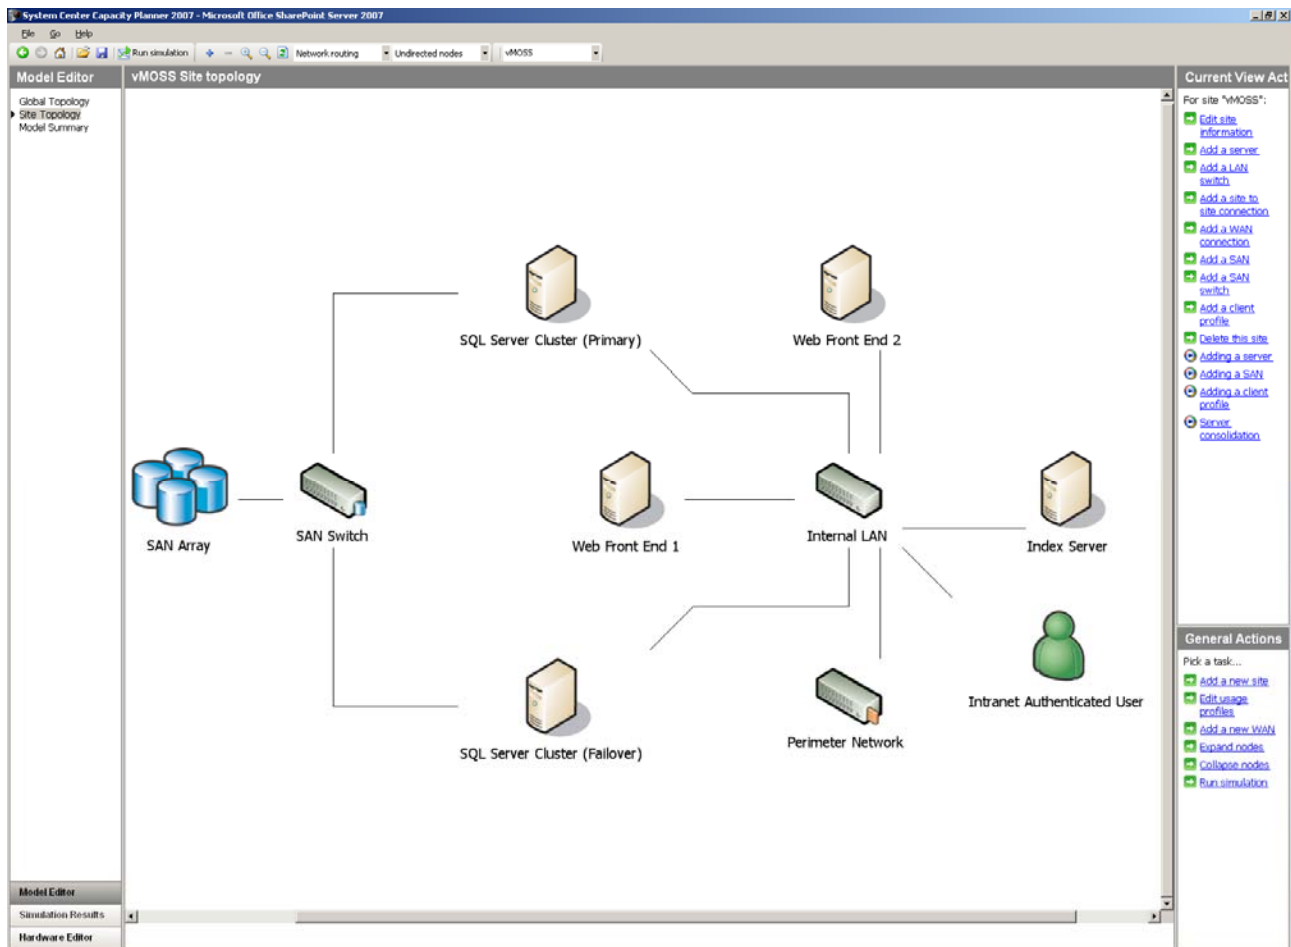 System Center Capacity Planner 2007 - Microsoft Office SharePoint Server 2007
File Go Help
Run simulation Network routing Undirected nodes vMOSS
Model Editor
Global Topology
Site Topology
Model Summary
vMOSS Site topology
SQL Server Cluster (Primary)
Web Front End 2
SAN Array
SAN Switch
Web Front End 1
Internal LAN
Index Server
Intranet Authenticated User
SQL Server Cluster (Failover)
Perimeter Network
Current View Act
For site "vMOSS":
Edit site
information
Add a server
Add a LAN
switch
Add a site to
site connection
Add a WAN
connection
Add a SAN
Add a SAN
switch
Add a client
profile
Delete this site
Adding a server
Adding a SAN
Adding a client
profile
Server
consolidation
General Actions
Pick a task...
Add a new site
Edit usage
profiles
Add a new WAN
Expand nodes
Collapse nodes
Run simulation
Model Editor
Simulation Results
Hardware Editor